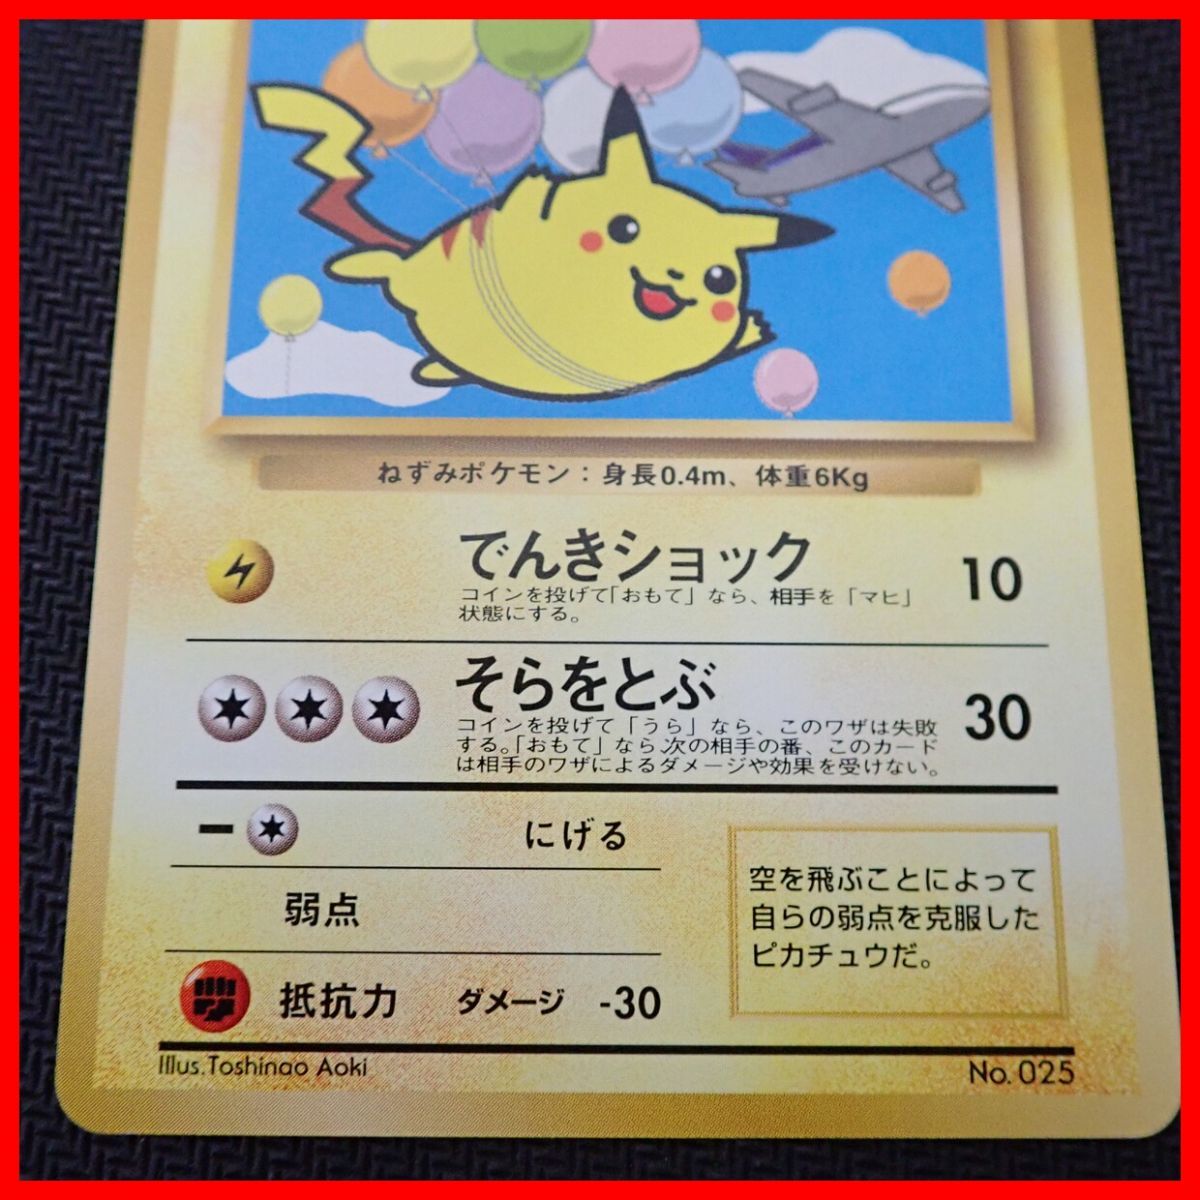 ねずみポケモン：身長0.4m、体重6Kg
でんきショック 10
コインを投げて「おもて」なら、相手を「マヒ」
状態にする。
そらをとぶ 30
コインを投げて「うら」なら、このワザは失敗
する。「おもて」なら次の相手の番、このカード
は相手のワザによるダメージや効果を受けない。
にげる
弱点
抵抗力 ダメージ -30
空を飛ぶことによって
自らの弱点を克服した
ピカチュウだ。
Illus.Toshinao Aoki
No. 025